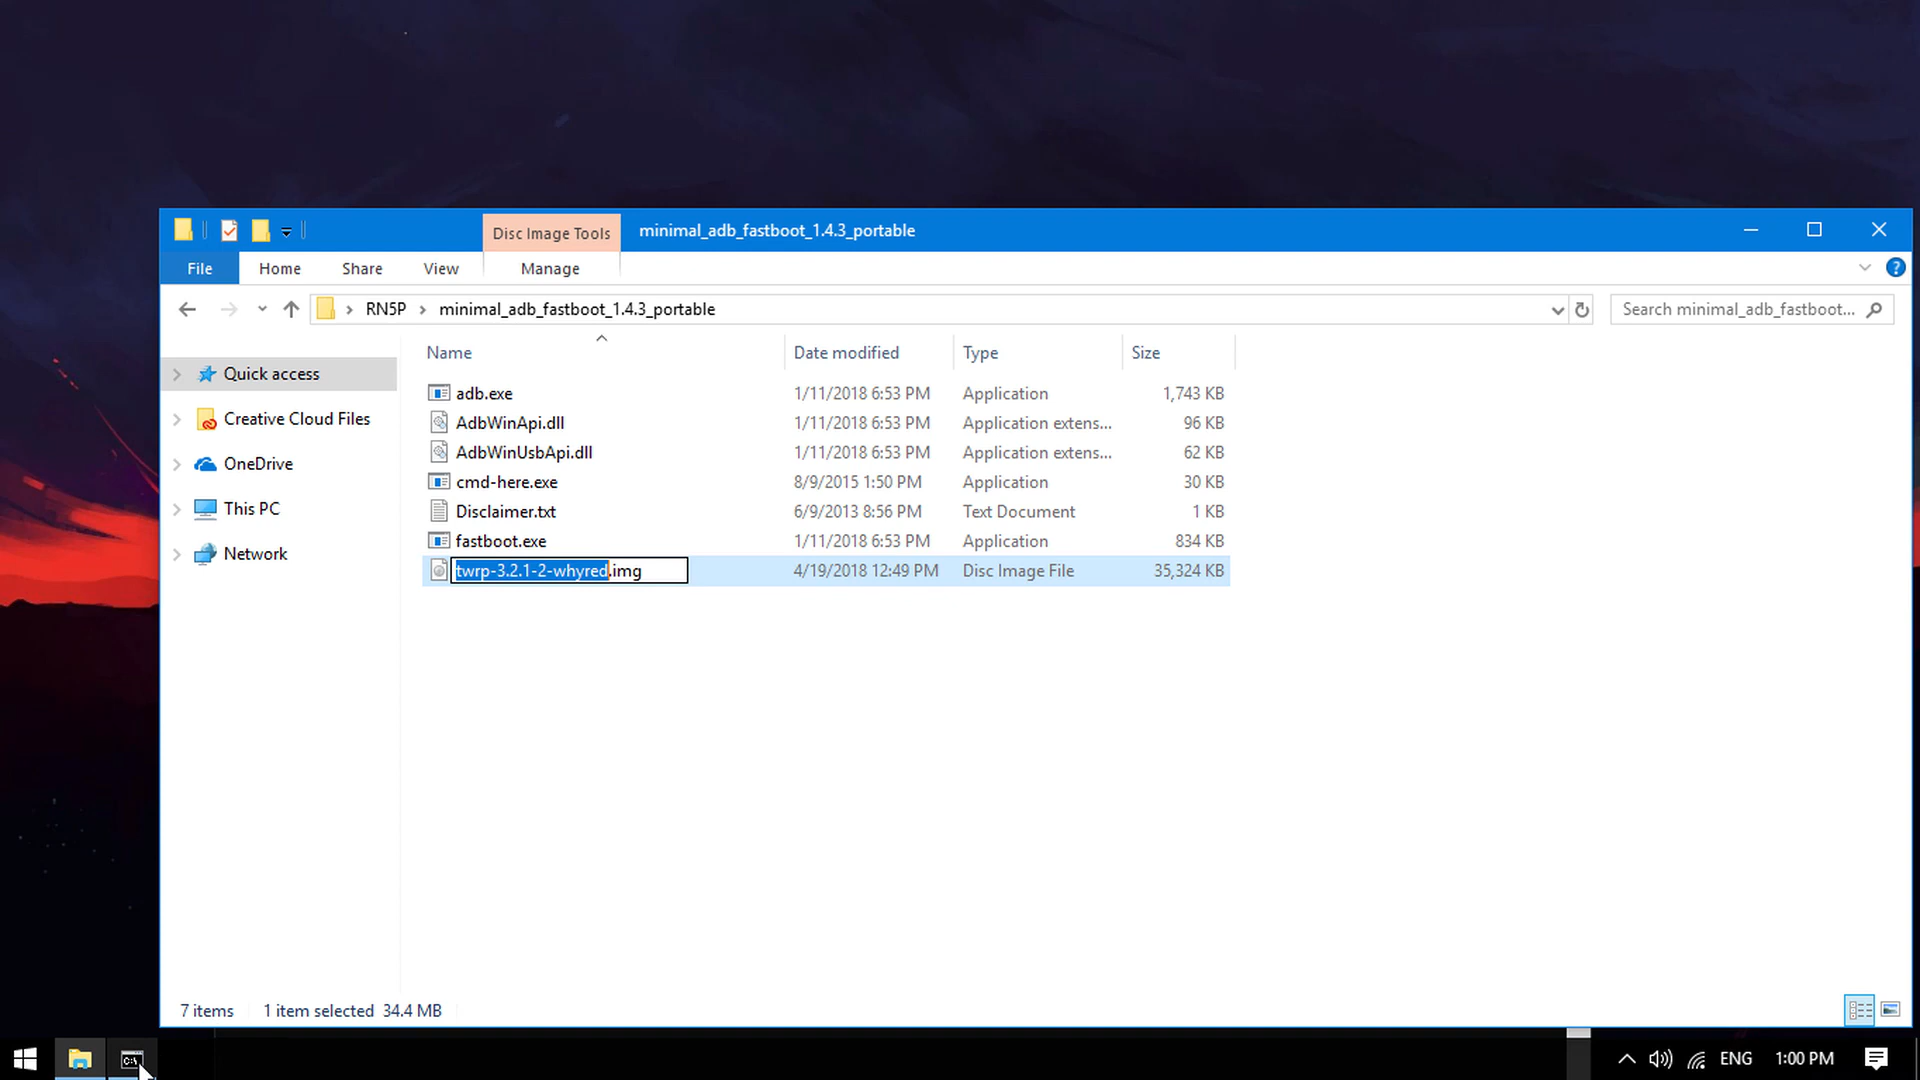 Disc Image Tools
minimal_adb_fastboot_1.4.3_portable
File Home Share View Manage
RN5P minimal_adb_fastboot_1.4.3_portable
Search minimal_adb_fastboot...
Name Date modified Type Size
Quick access
Creative Cloud Files
OneDrive
This PC
Network
adb.exe 1/11/2018 6:53 PM Application 1,743 KB
AdbWinApi.dll 1/11/2018 6:53 PM Application extens... 96 KB
AdbWinUsbApi.dll 1/11/2018 6:53 PM Application extens... 62 KB
cmd-here.exe 8/9/2015 1:50 PM Application 30 KB
Disclaimer.txt 6/9/2013 8:56 PM Text Document 1 KB
fastboot.exe 1/11/2018 6:53 PM Application 834 KB
twrp-3.2.1-2-whyred.img 4/19/2018 12:49 PM Disc Image File 35,324 KB
7 items 1 item selected 34.4 MB
ENG 1:00 PM